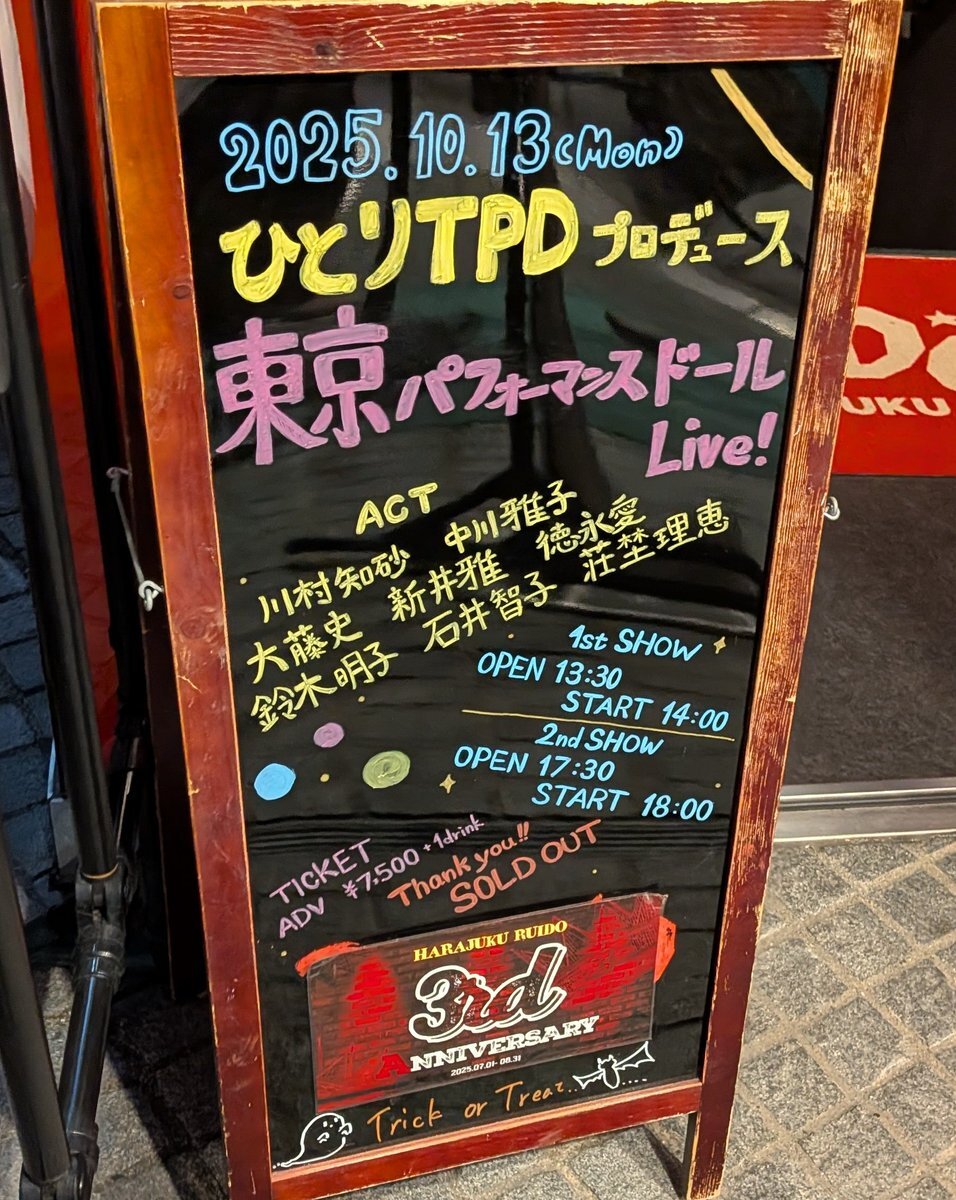 2025.10.13(Mon)
ひとりTPD プロデュース
東京パフォーマンスドール
Live!
ACT
川村知砂 中川雅子
大藤史 新井雅 徳永愛
鈴木明子 石井智子 荘埜理恵
1st SHOW
OPEN 13:30
START 14:00
2nd SHOW
OPEN 17:30
START 18:00
TICKET
ADV ¥7,500 +1drink
Thank you!!
SOLD OUT
HARAJUKU RUIDO
3rd
ANNIVERSARY
2025.07.01-08.31
Trick or Treat...
UKU